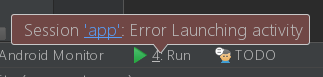 Session 'app': Error Launching activity
Android Monitor 4: Run TODO